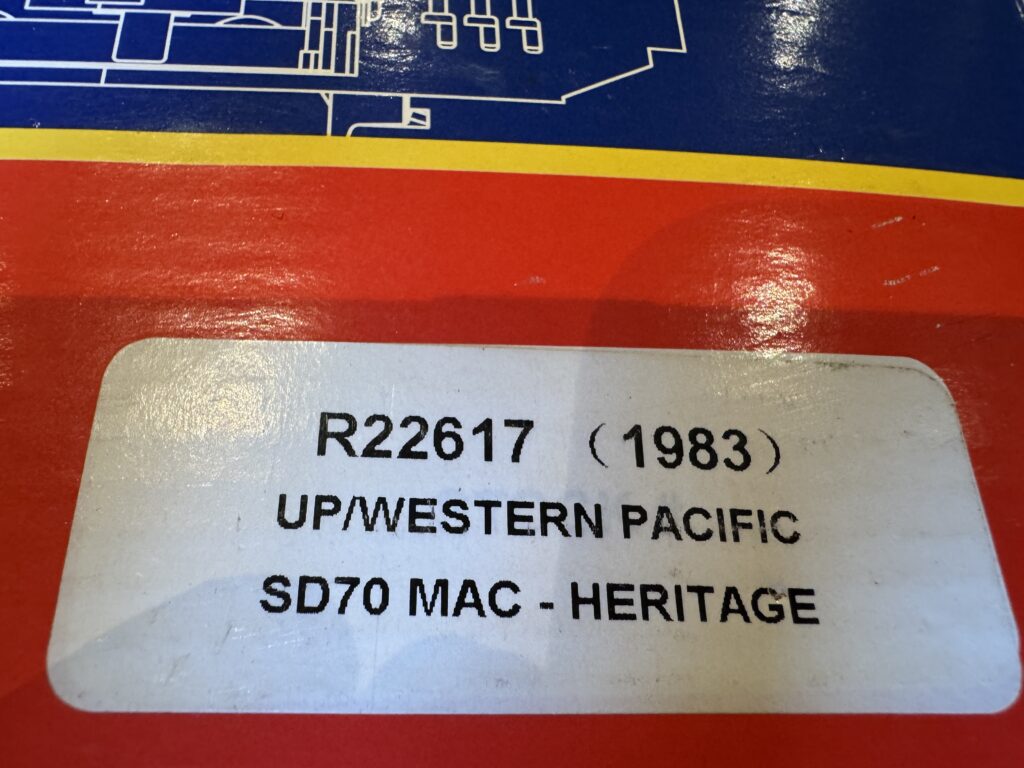 R22617 （1983）
UP/WESTERN PACIFIC
SD70 MAC - HERITAGE